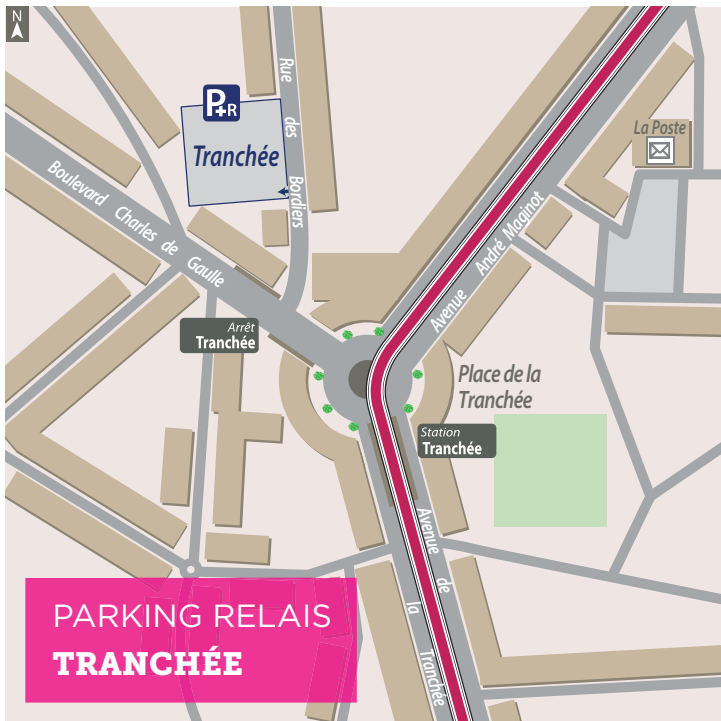 N
P+R
Tranchée
Rue des Bordiers
La Poste
Boulevard Charles de Gaulle
Avenue André Maginot
Arrêt
Tranchée
Place de la
Tranchée
Station
Tranchée
Avenue de
la Tranchée
PARKING RELAIS
TRANCHÉE